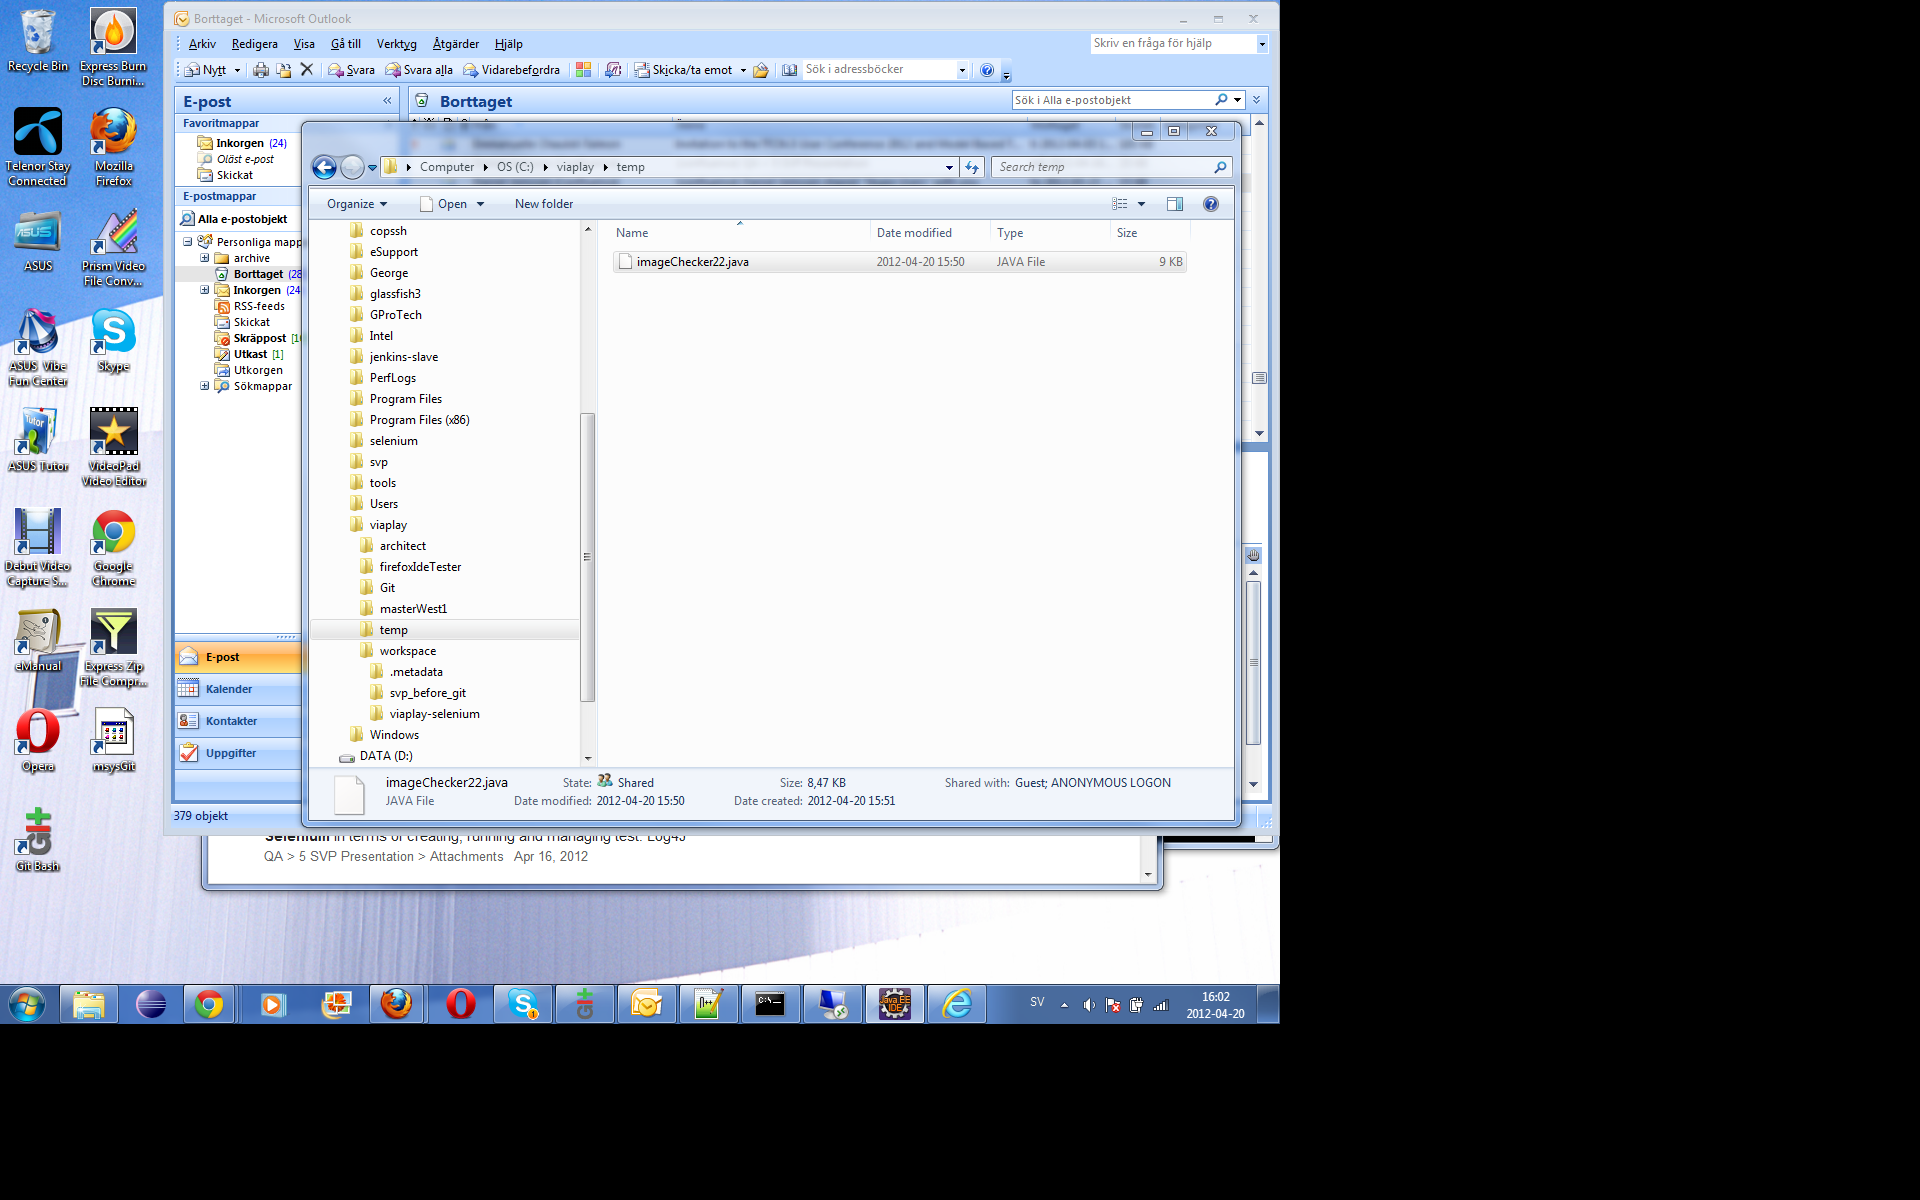 Recycle Bin
Express Burn
Disc Burni...
Telenor Stay
Connected
Mozilla
Firefox
ASUS
Prism Video
File Conv...
ASUS Vibe
Fun Center
Skype
ASUS Tutor
VideoPad
Video Editor
Debut Video
Capture S...
Google
Chrome
eManual
Express Zip
File Compr...
Opera
msysGit
Git Bash
Borttaget - Microsoft Outlook
Arkiv Redigera Visa Gå till Verktyg Åtgärder Hjälp
Skriv en fråga för hjälp
Nytt Svara Svara alla Vidarebefordra Skicka/ta emot Sök i adressböcker
E-post «
Borttaget
Sök i Alla e-postobjekt
Favoritmappar
Inkorgen (24)
Oläst e-post
Skickat
E-postmappar
Alla e-postobjekt
Personliga mapp
archive
Borttaget (28
Inkorgen (24
RSS-feeds
Skickat
Skräppost [10
Utkast [1]
Utkorgen
Sökmappar
E-post
Kalender
Kontakter
Uppgifter
379 objekt
Computer OS (C:) viaplay temp
Search temp
Organize Open New folder
copssh
eSupport
George
glassfish3
GProTech
Intel
jenkins-slave
PerfLogs
Program Files
Program Files (x86)
selenium
svp
tools
Users
viaplay
architect
firefoxIdeTester
Git
masterWest1
temp
workspace
.metadata
svp_before_git
viaplay-selenium
Windows
DATA (D:)
Name Date modified Type Size
imageChecker22.java 2012-04-20 15:50 JAVA File 9 KB
imageChecker22.java State: Shared Size: 8,47 KB Shared with: Guest; ANONYMOUS LOGON
JAVA File Date modified: 2012-04-20 15:50 Date created: 2012-04-20 15:51
Selenium in terms of creating, running and managing test. Log4J
QA > 5 SVP Presentation > Attachments Apr 16, 2012
SV
16:02
2012-04-20